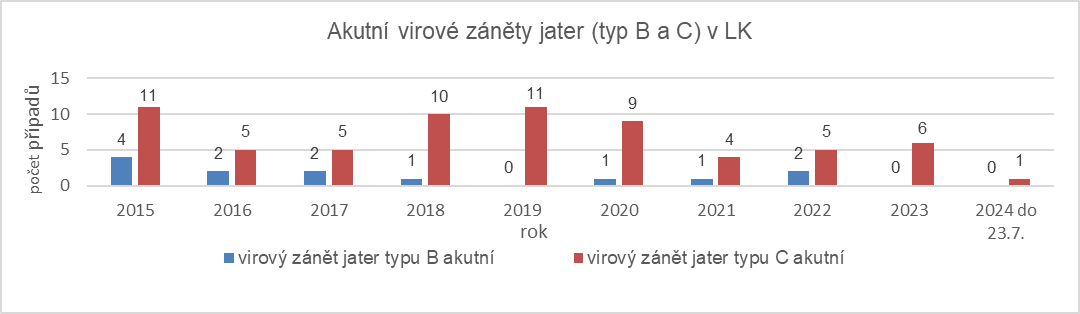 Akutní virové záněty jater (typ B a C) v LK
počet případů
15
10
5
0
4 2 2 1 0 1 1 2 0 0
11 5 5 10 11 9 4 5 6 1
2015 2016 2017 2018 2019 2020 2021 2022 2023 2024 do
23.7.
rok
virový zánět jater typu B akutní virový zánět jater typu C akutní